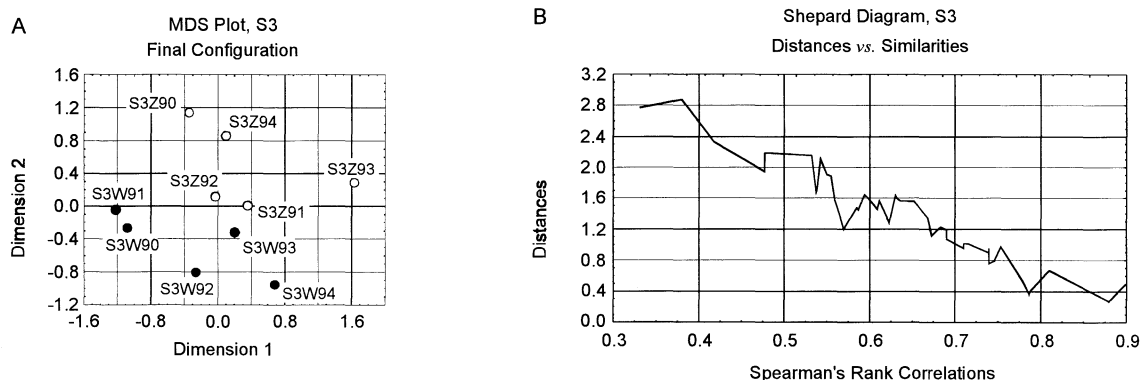 A
MDS Plot, S3
Final Configuration
1.6
1.2
0.8
0.4
0.0
-0.4
-0.8
-1.2
-1.6
-0.8
0.0
0.8
1.6
Dimension 2
Dimension 1
S3Z90
S3Z94
S3Z93
S3Z92
S3W91
S3Z91
S3W90
S3W93
S3W92
S3W94
B
Shepard Diagram, S3
Distances vs. Similarities
3.2
2.8
2.4
2.0
1.6
1.2
0.8
0.4
0.0
0.3
0.4
0.5
0.6
0.7
0.8
0.9
Distances
Spearman's Rank Correlations